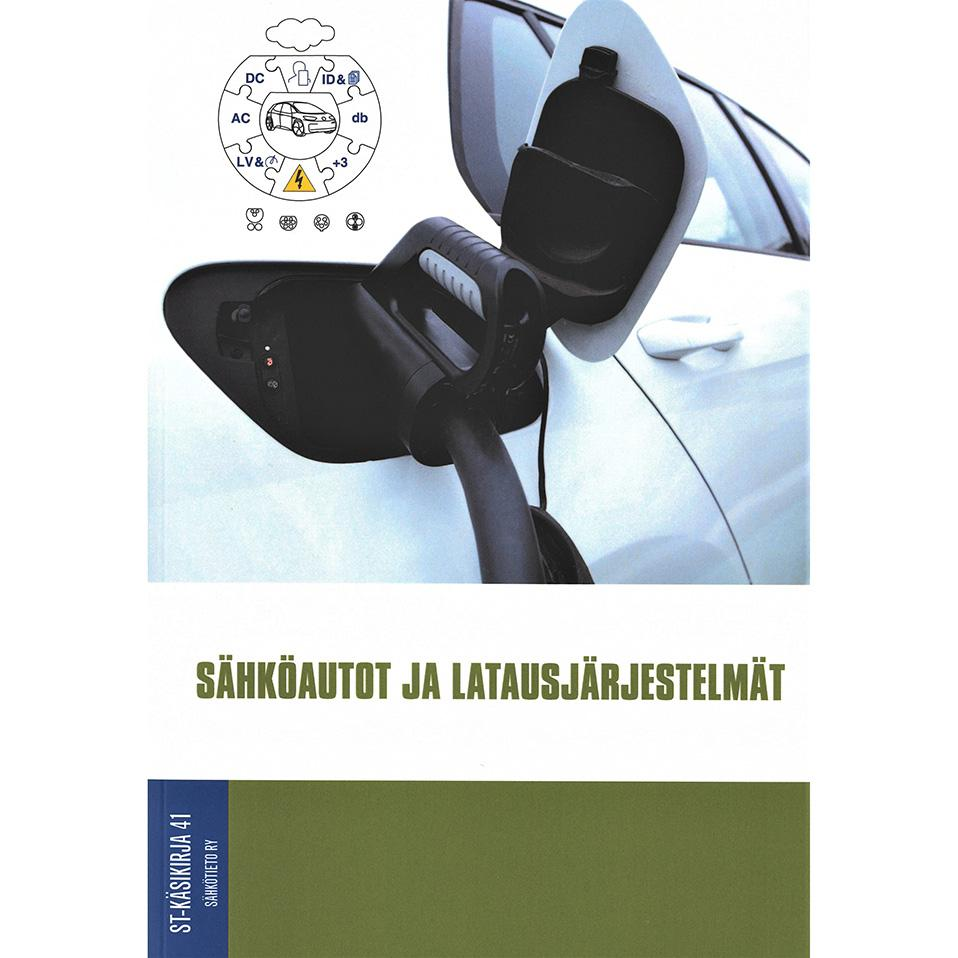 DC
ID&
AC
db
LV&
+3
SÄHKÖAUTOT JA LATAUSJÄRJESTELMÄT
ST-KÄSIKIRJA 41
SÄHKÖTIETO RY